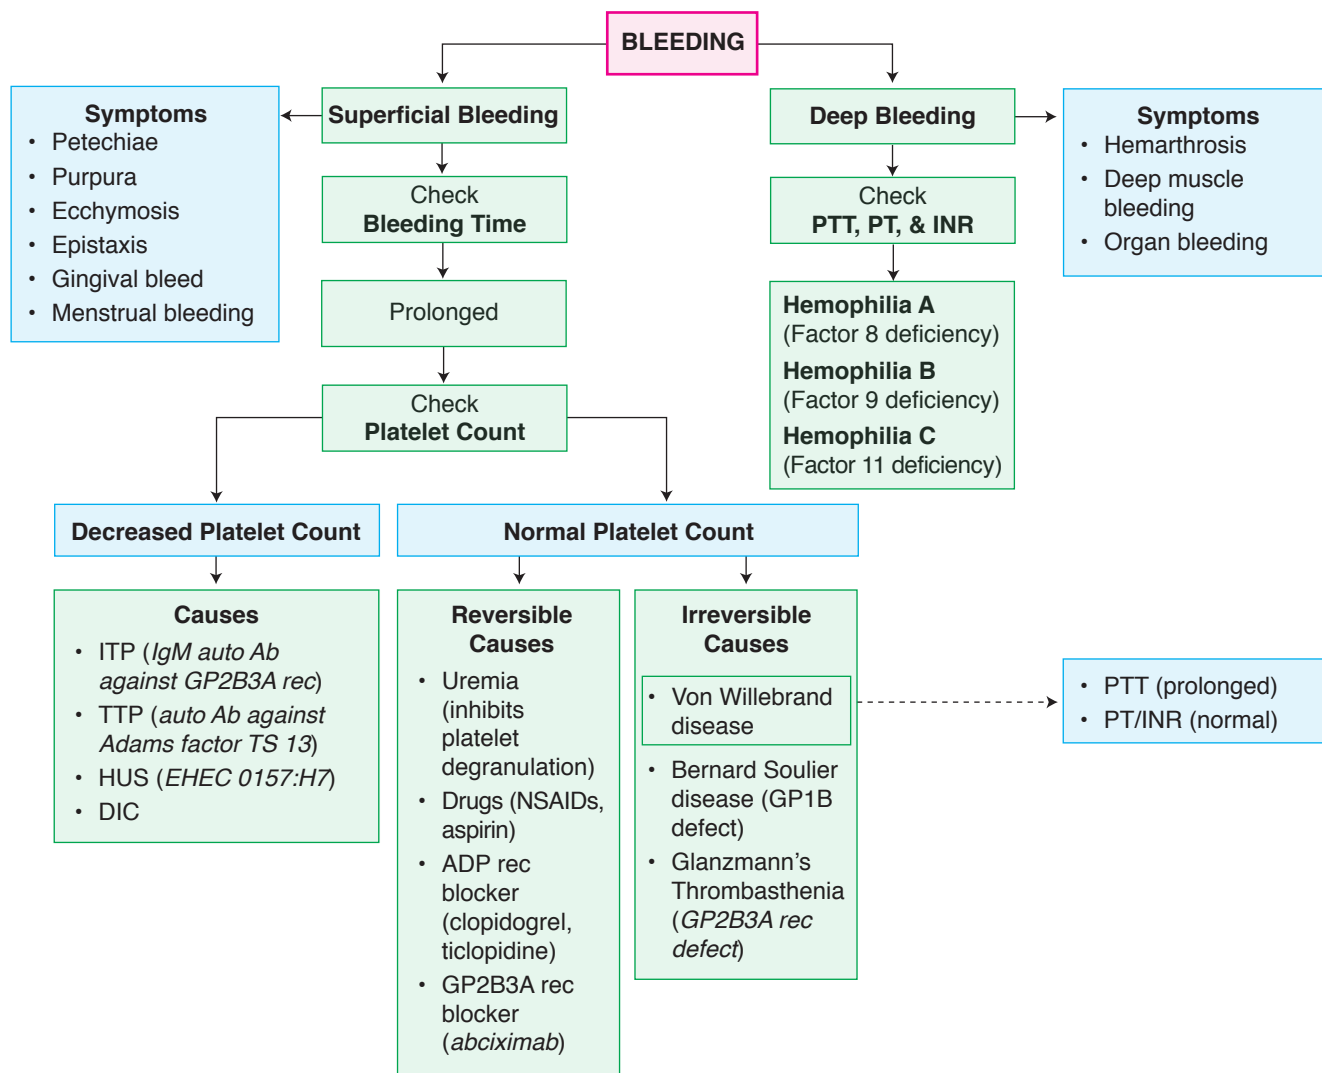 BLEEDING
Superficial Bleeding
Symptoms
• Petechiae
• Purpura
• Ecchymosis
• Epistaxis
• Gingival bleed
• Menstrual bleeding
Check
Bleeding Time
Prolonged
Check
Platelet Count
Deep Bleeding
Symptoms
• Hemarthrosis
• Deep muscle
bleeding
• Organ bleeding
Check
PTT, PT, & INR
Hemophilia A
(Factor 8 deficiency)
Hemophilia B
(Factor 9 deficiency)
Hemophilia C
(Factor 11 deficiency)
Decreased Platelet Count
Causes
• ITP (IgM auto Ab
against GP2B3A rec)
• TTP (auto Ab against
Adams factor TS 13)
• HUS (EHEC 0157:H7)
• DIC
Normal Platelet Count
Reversible
Causes
• Uremia
(inhibits
platelet
degranulation)
• Drugs (NSAIDs,
aspirin)
• ADP rec
blocker
(clopidogrel,
ticlopidine)
• GP2B3A rec
blocker
(abciximab)
Irreversible
Causes
• Von Willebrand
disease
• Bernard Soulier
disease (GP1B
defect)
• Glanzmann’s
Thrombasthenia
(GP2B3A rec
defect)
• PTT (prolonged)
• PT/INR (normal)